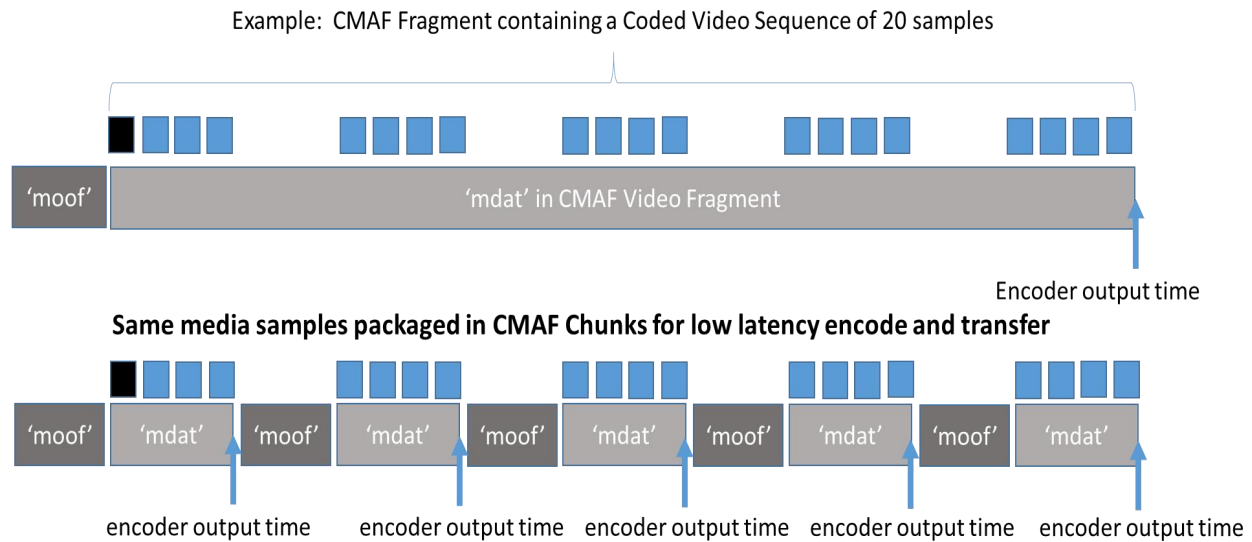 Example: CMAF Fragment containing a Coded Video Sequence of 20 samples
‘moof’ ‘mdat’ in CMAF Video Fragment
Encoder output time
Same media samples packaged in CMAF Chunks for low latency encode and transfer
‘moof’ ‘mdat’ ‘moof’ ‘mdat’ ‘moof’ ‘mdat’ ‘moof’ ‘mdat’ ‘moof’ ‘mdat’
encoder output time encoder output time encoder output time encoder output time encoder output time